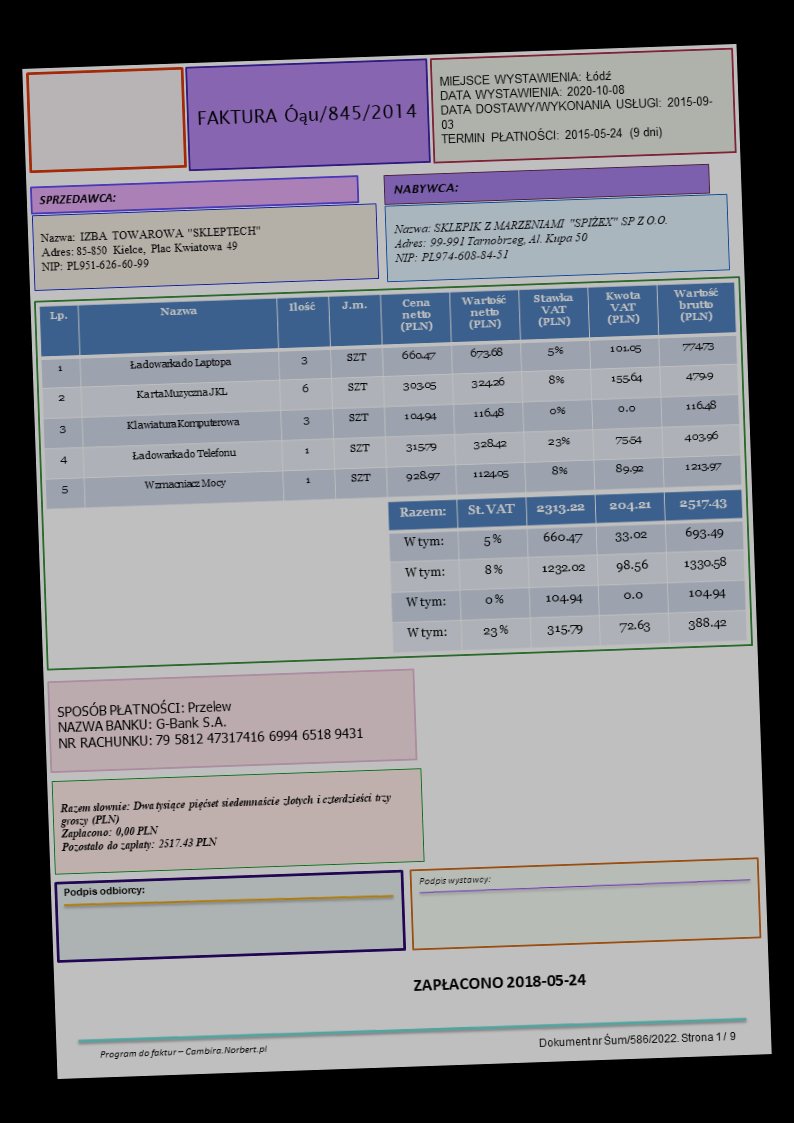 FAKTURA Óąu/845/2014
MIEJSCE WYSTAWIENIA: Łódź
DATA WYSTAWIENIA: 2020-10-08
DATA DOSTAWY/WYKONANIA USŁUGI: 2015-09-
03
TERMIN PŁATNOŚCI: 2015-05-24 (9 dni)
SPRZEDAWCA:
Nazwa: IZBA TOWAROWA "SKLEPTECH"
Adres: 85-850 Kielce, Plac Kwiatowa 49
NIP: PL951-626-60-99
NABYWCA:
Nazwa: SKLEPIK Z MARZENIAMI "SPIŻEX" SP Z O.O.
Adres: 99-991 Tarnobrzeg, Al. Kupa 50
NIP: PL974-608-84-51
Lp. Nazwa Ilość J.m. Cena netto (PLN) Wartość netto (PLN) Stawka VAT (PLN) Kwota VAT (PLN) Wartość brutto (PLN)
1 Ładowarka do Laptopa 3 SZT 660.47 673.68 5% 101.05 774.73
2 Karta Muzyczna JKL 6 SZT 303.05 324.26 8% 155.64 479.9
3 Klawiatura Komputerowa 3 SZT 104.94 116.48 0% 0.0 116.48
4 Ładowarka do Telefonu 1 SZT 315.79 328.42 23% 75.54 403.96
5 Wzmacniacz Mocy 1 SZT 928.97 1124.05 8% 89.92 1213.97
Razem: St. VAT 2313.22 204.21 2517.43
W tym: 5% 660.47 33.02 693.49
W tym: 8% 1232.02 98.56 1330.58
W tym: 0% 104.94 0.0 104.94
W tym: 23% 315.79 72.63 388.42
SPOSÓB PŁATNOŚCI: Przelew
NAZWA BANKU: G-Bank S.A.
NR RACHUNKU: 79 5812 47317416 6994 6518 9431
Razem słownie: Dwa tysiące pięćset siedemnaście złotych i czterdzieści trzy
groszy (PLN)
Zapłacono: 0,00 PLN
Pozostało do zapłaty: 2517.43 PLN
Podpis odbiorcy:
Podpis wystawcy:
ZAPŁACONO 2018-05-24
Program do faktur – Cambira.Norbert.pl
Dokument nr Śum/586/2022. Strona 1 / 9